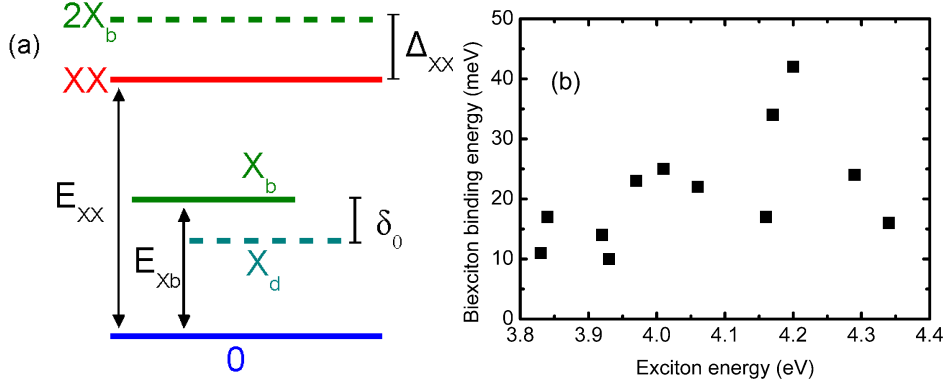 (a)
2X_b
Δ_XX
XX
X_b
E_XX
δ_0
E_Xb
X_d
0
(b)
Biexciton binding energy (meV)
50
40
30
20
10
0
3.8 3.9 4.0 4.1 4.2 4.3 4.4
Exciton energy (eV)